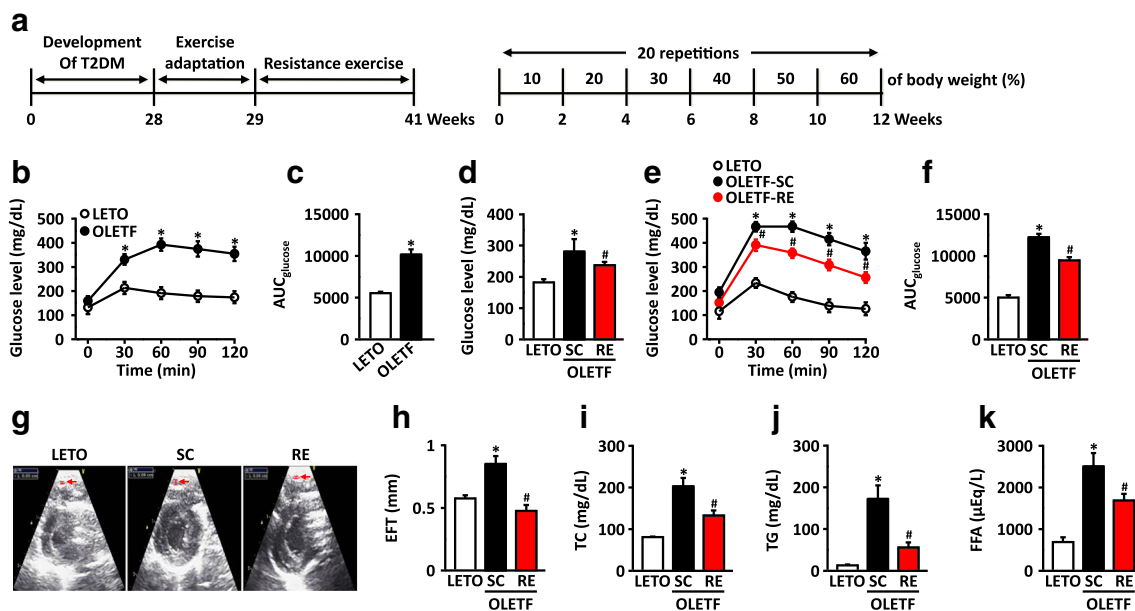 a
Development
Of T2DM
Exercise
adaptation
Resistance exercise
0 28 29 41 Weeks
20 repetitions
10 20 30 40 50 60 of body weight (%)
0 2 4 6 8 10 12 Weeks
b
LETO
OLETF
Glucose level (mg/dL)
500
400
300
200
100
0
* * * *
0 30 60 90 120
Time (min)
c
AUCglucose
15000
10000
5000
0
*
LETO OLETF
d
Glucose level (mg/dL)
400
300
200
100
0
* #
LETO SC RE
OLETF
e
LETO
OLETF-SC
OLETF-RE
Glucose level (mg/dL)
500
400
300
200
100
0
* * * *
# # # #
0 30 60 90 120
Time (min)
f
AUCglucose
15000
10000
5000
0
* #
LETO SC RE
OLETF
g
LETO SC RE
h
EFT (mm)
1
0.5
0
* #
LETO SC RE
OLETF
i
TC (mg/dL)
300
200
100
0
* #
LETO SC RE
OLETF
j
TG (mg/dL)
300
200
100
0
* #
LETO SC RE
OLETF
k
FFA (µEq/L)
3000
2000
1000
0
* #
LETO SC RE
OLETF